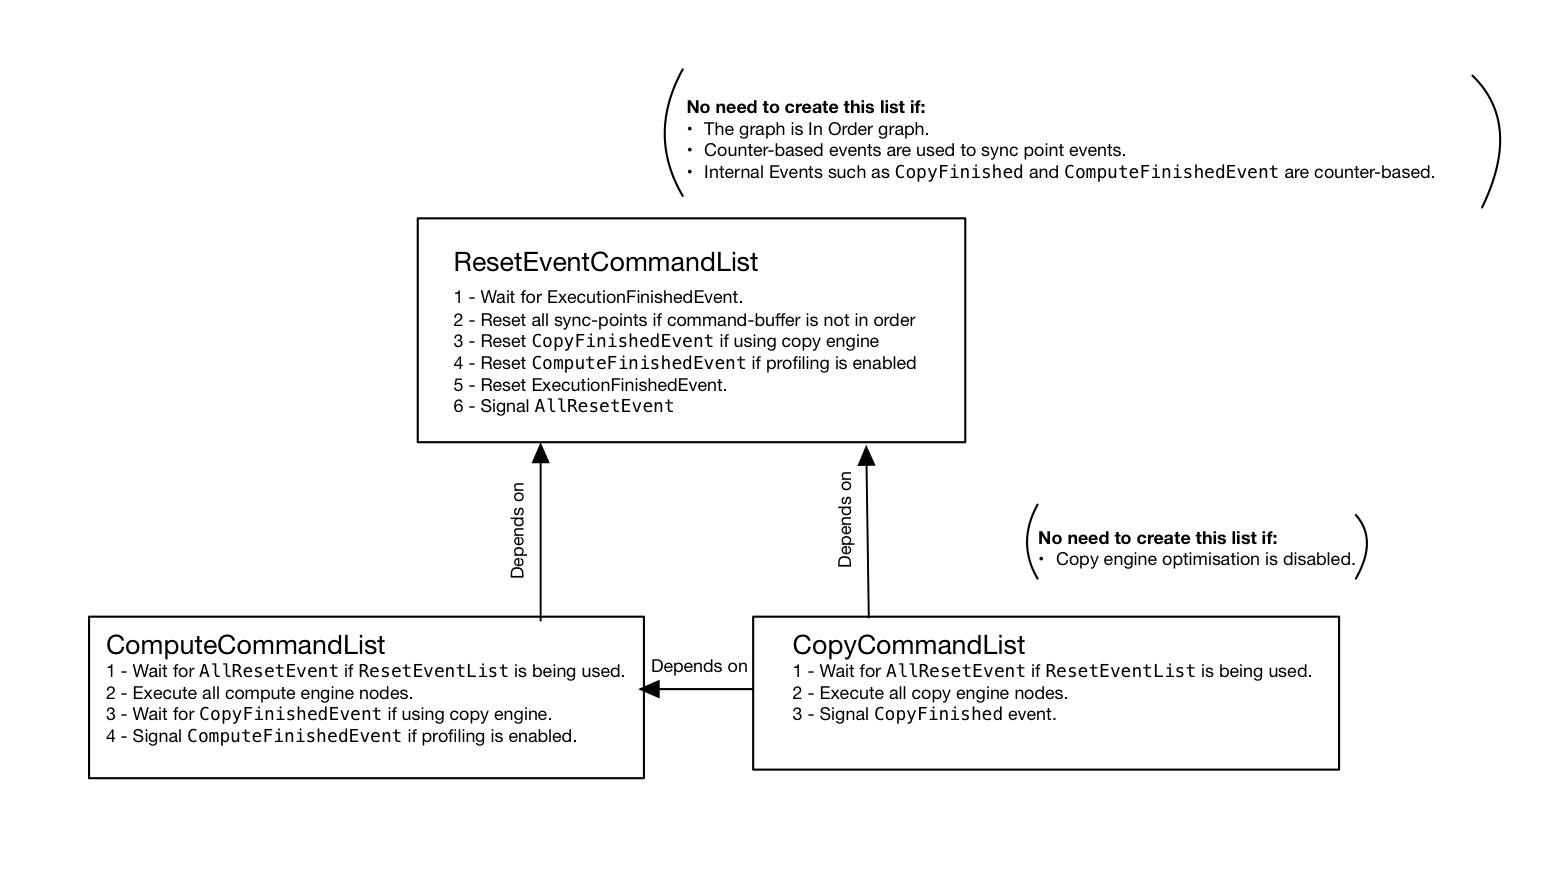 No need to create this list if:
• The graph is In Order graph.
• Counter-based events are used to sync point events.
• Internal Events such as CopyFinished and ComputeFinishedEvent are counter-based.
ResetEventCommandList
1 - Wait for ExecutionFinishedEvent.
2 - Reset all sync-points if command-buffer is not in order
3 - Reset CopyFinishedEvent if using copy engine
4 - Reset ComputeFinishedEvent if profiling is enabled
5 - Reset ExecutionFinishedEvent.
6 - Signal AllResetEvent
Depends on
Depends on
No need to create this list if:
• Copy engine optimisation is disabled.
ComputeCommandList
1 - Wait for AllResetEvent if ResetEventList is being used.
2 - Execute all compute engine nodes.
3 - Wait for CopyFinishedEvent if using copy engine.
4 - Signal ComputeFinishedEvent if profiling is enabled.
Depends on
CopyCommandList
1 - Wait for AllResetEvent if ResetEventList is being used.
2 - Execute all copy engine nodes.
3 - Signal CopyFinished event.